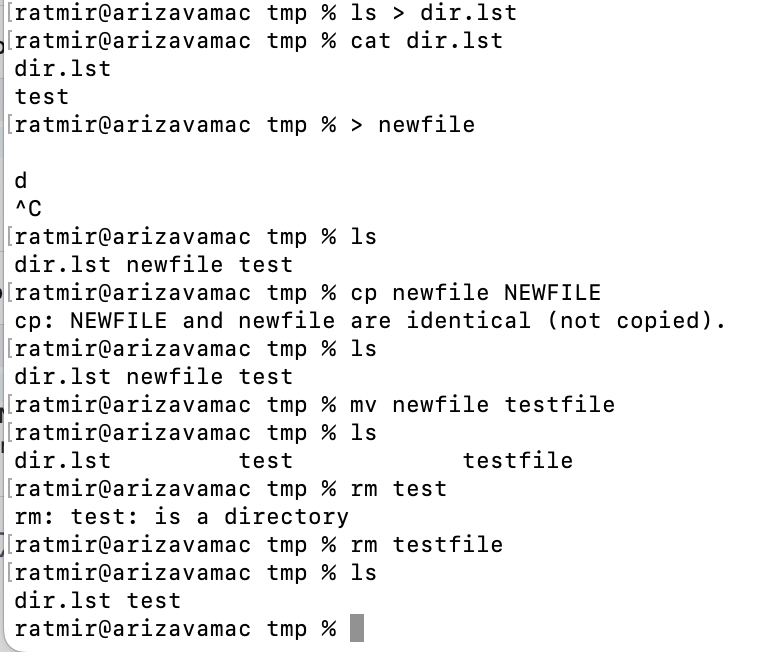 [ratmir@arizavamac tmp % ls > dir.lst
[ratmir@arizavamac tmp % cat dir.lst
dir.lst
test
[ratmir@arizavamac tmp % > newfile
d
^C
[ratmir@arizavamac tmp % ls
dir.lst newfile test
[ratmir@arizavamac tmp % cp newfile NEWFILE
cp: NEWFILE and newfile are identical (not copied).
[ratmir@arizavamac tmp % ls
dir.lst newfile test
[ratmir@arizavamac tmp % mv newfile testfile
[ratmir@arizavamac tmp % ls
dir.lst test testfile
[ratmir@arizavamac tmp % rm test
rm: test: is a directory
[ratmir@arizavamac tmp % rm testfile
[ratmir@arizavamac tmp % ls
dir.lst test
ratmir@arizavamac tmp %